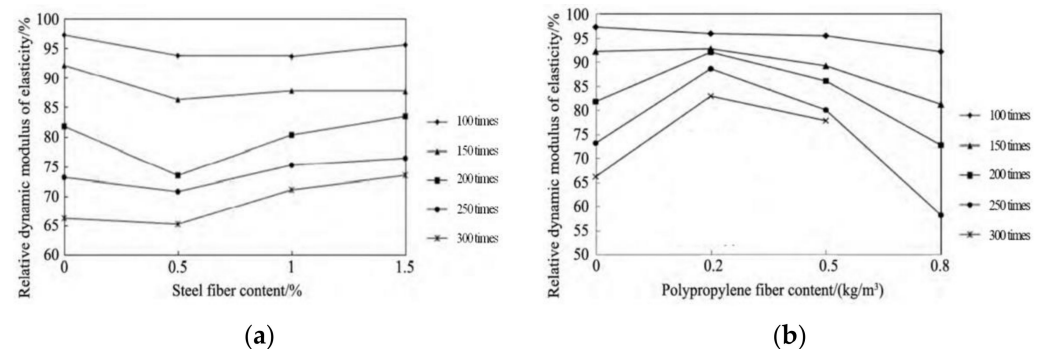 Relative dynamic modulus of elasticity/%
100
95
90
85
80
75
70
65
60
0
0.5
1
1.5
Steel fiber content/%
100 times
150 times
200 times
250 times
300 times
(a)
Relative dynamic modulus of elasticity/%
100
95
90
85
80
75
70
65
60
55
50
0
0.2
0.5
0.8
Polypropylene fiber content/(kg/m³)
100 times
150 times
200 times
250 times
300 times
(b)